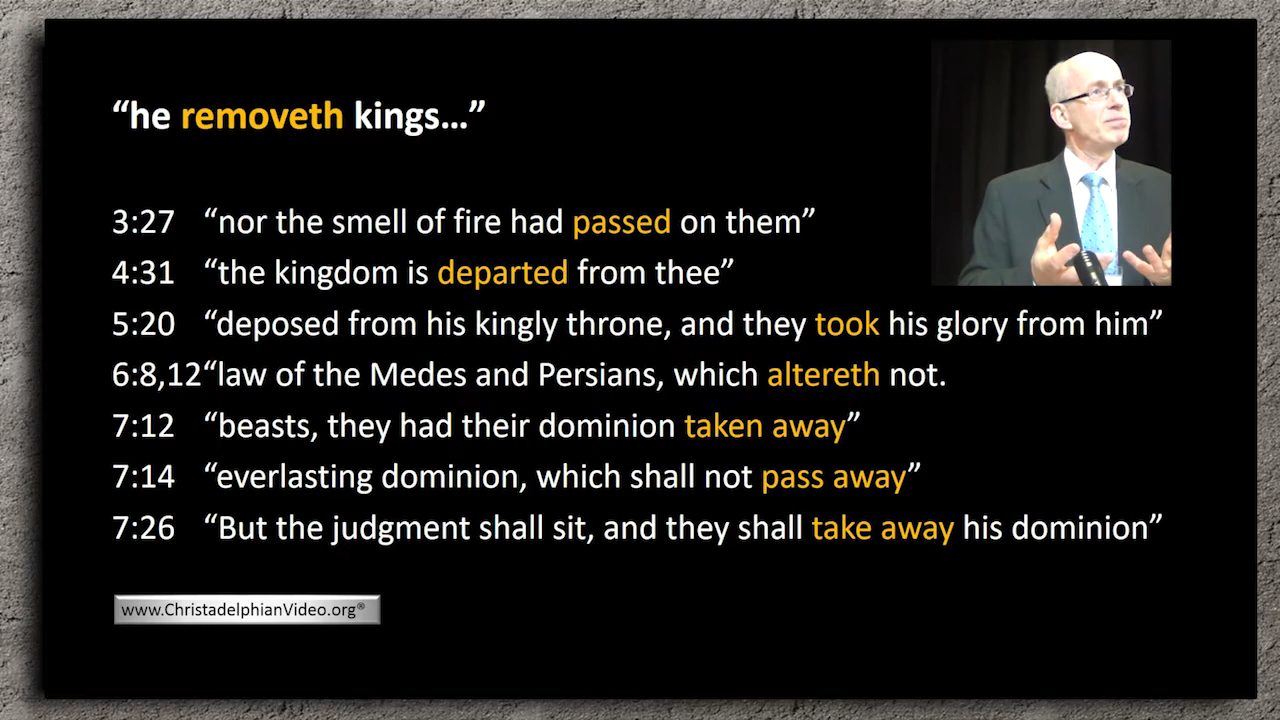 “he removeth kings...”
3:27 “nor the smell of fire had passed on them”
4:31 “the kingdom is departed from thee”
5:20 “deposed from his kingly throne, and they took his glory from him”
6:8,12“law of the Medes and Persians, which altereth not.
7:12 “beasts, they had their dominion taken away”
7:14 “everlasting dominion, which shall not pass away”
7:26 “But the judgment shall sit, and they shall take away his dominion”
www.ChristadelphianVideo.org®